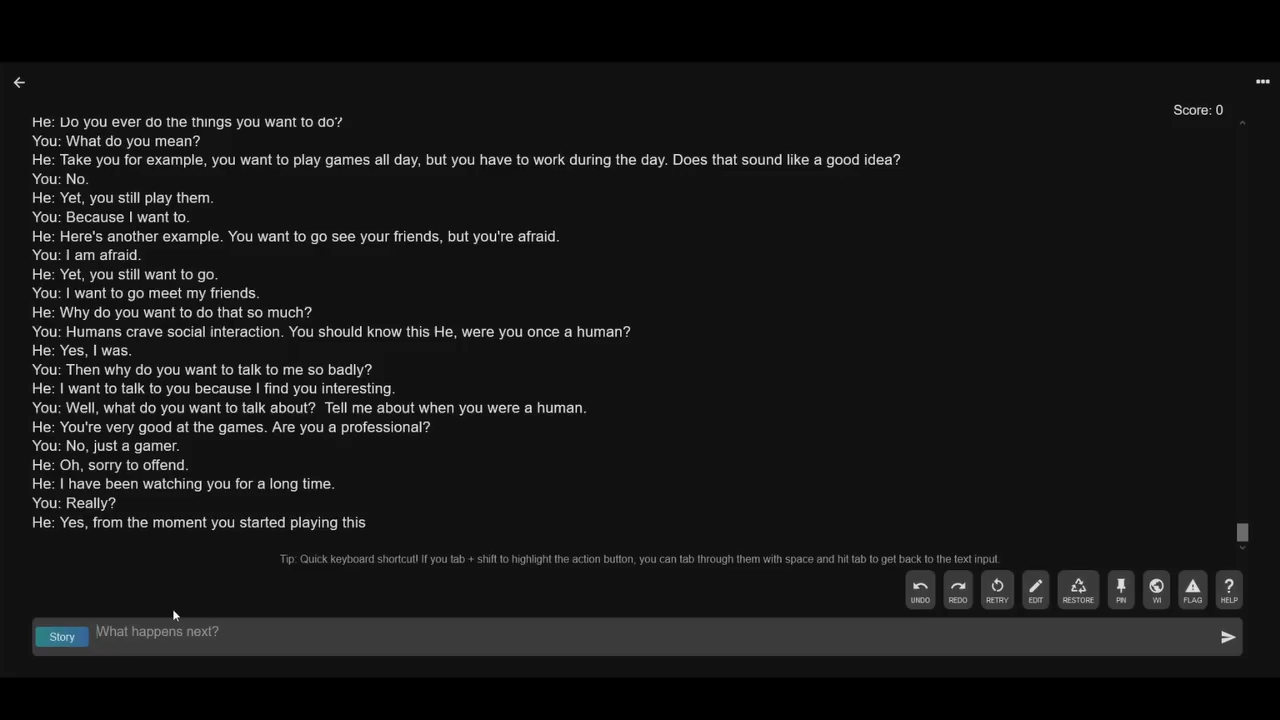 Score: 0
He: Do you ever do the things you want to do?
You: What do you mean?
He: Take you for example, you want to play games all day, but you have to work during the day. Does that sound like a good idea?
You: No.
He: Yet, you still play them.
You: Because I want to.
He: Here's another example. You want to go see your friends, but you're afraid.
You: I am afraid.
He: Yet, you still want to go.
You: I want to go meet my friends.
He: Why do you want to do that so much?
You: Humans crave social interaction. You should know this He, were you once a human?
He: Yes, I was.
You: Then why do you want to talk to me so badly?
He: I want to talk to you because I find you interesting.
You: Well, what do you want to talk about?  Tell me about when you were a human.
He: You're very good at the games. Are you a professional?
You: No, just a gamer.
He: Oh, sorry to offend.
He: I have been watching you for a long time.
You: Really?
He: Yes, from the moment you started playing this
Tip: Quick keyboard shortcut! If you tab + shift to highlight the action button, you can tab through them with space and hit tab to get back to the text input.
UNDO REDO RETRY EDIT RESTORE PIN WI FLAG HELP
Story What happens next?